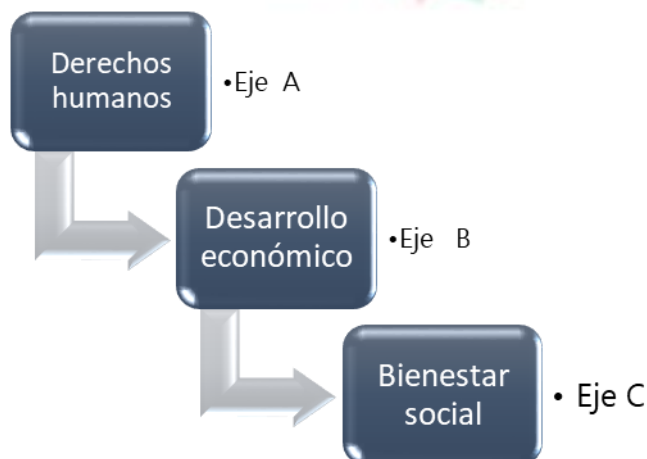 Derechos
humanos
•Eje A
Desarrollo
económico
•Eje B
Bienestar
social
• Eje C